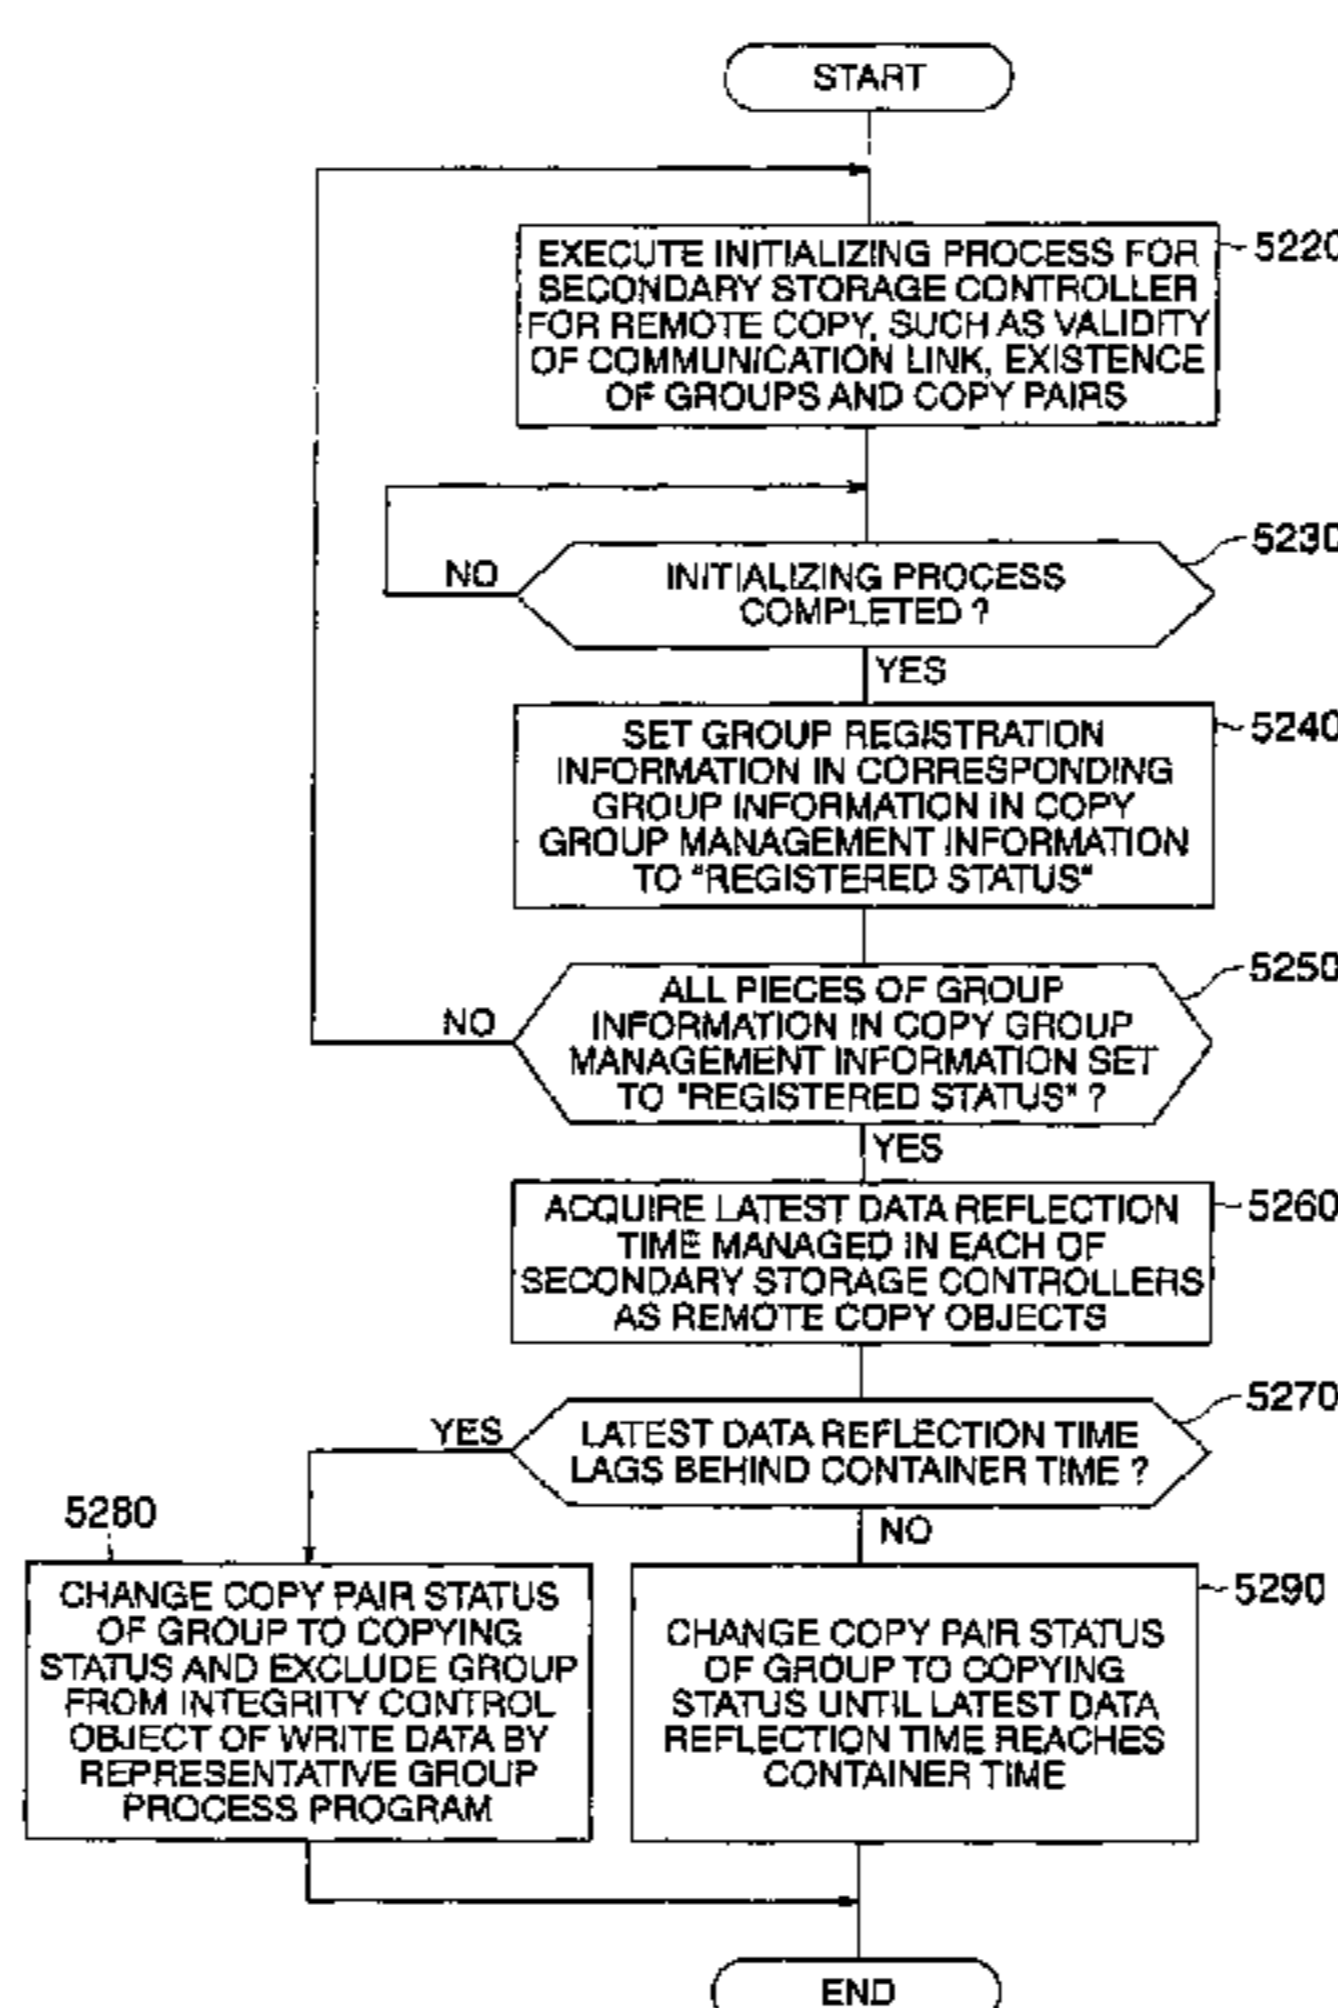 START
EXECUTE INITIALIZING PROCESS FOR
SECONDARY STORAGE CONTROLLER
FOR REMOTE COPY, SUCH AS VALIDITY
OF COMMUNICATION LINK, EXISTENCE
OF GROUPS AND COPY PAIRS
5220
INITIALIZING PROCESS
COMPLETED ?
5230
NO
YES
SET GROUP REGISTRATION
INFORMATION IN CORRESPONDING
GROUP INFORMATION IN COPY
GROUP MANAGEMENT INFORMATION
TO "REGISTERED STATUS"
5240
ALL PIECES OF GROUP
INFORMATION IN COPY GROUP
MANAGEMENT INFORMATION SET
TO "REGISTERED STATUS" ?
5250
NO
YES
ACQUIRE LATEST DATA REFLECTION
TIME MANAGED IN EACH OF
SECONDARY STORAGE CONTROLLERS
AS REMOTE COPY OBJECTS
5260
LATEST DATA REFLECTION TIME
LAGS BEHIND CONTAINER TIME ?
5270
YES
NO
5280
CHANGE COPY PAIR STATUS
OF GROUP TO COPYING
STATUS AND EXCLUDE GROUP
FROM INTEGRITY CONTROL
OBJECT OF WRITE DATA BY
REPRESENTATIVE GROUP
PROCESS PROGRAM
CHANGE COPY PAIR STATUS
OF GROUP TO COPYING
STATUS UNTIL LATEST DATA
REFLECTION TIME REACHES
CONTAINER TIME
5290
END